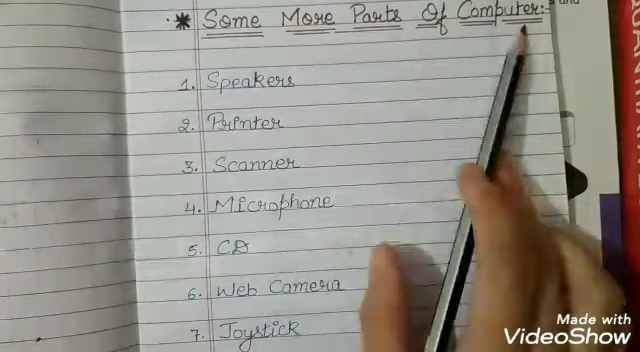 * Some More Parts Of Computer:-
1. Speakers
2. Printer
3. Scanner
4. Microphone
5. CD
6. Web Camera
7. Joystick
Made with
VideoShow